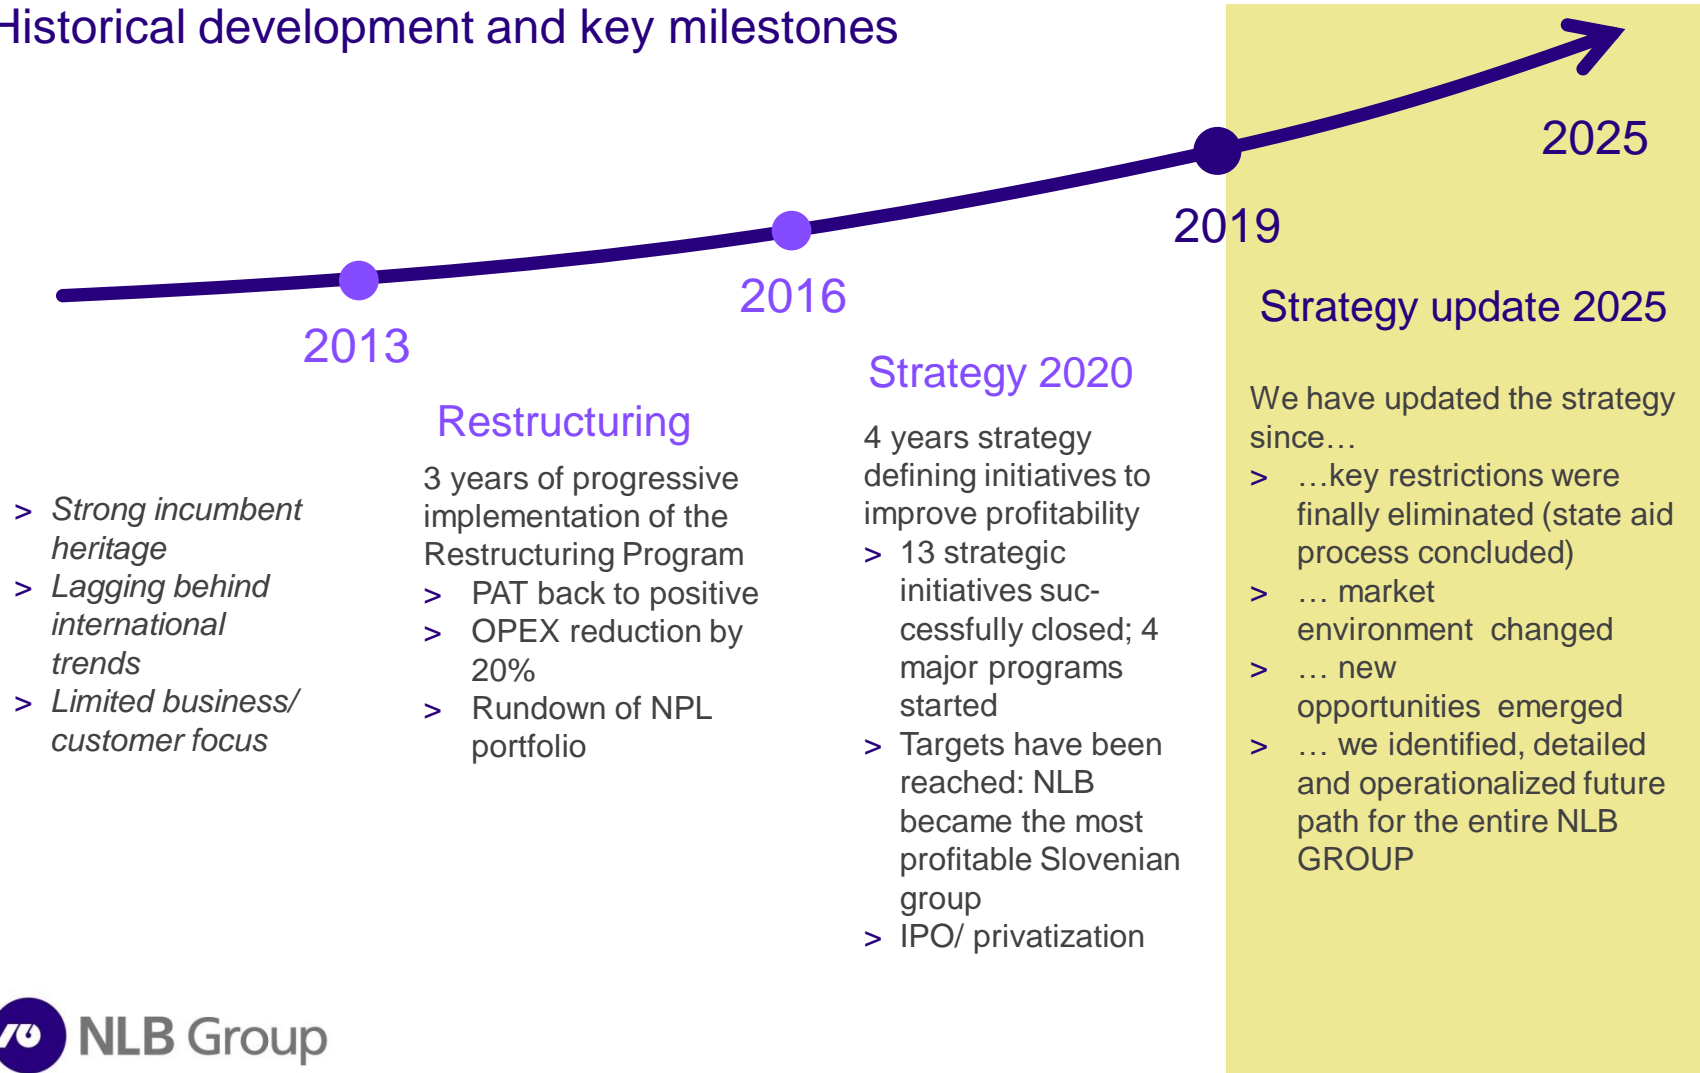 Historical development and key milestones
2025
2019
2016
2013
> Strong incumbent
heritage
> Lagging behind
international
trends
> Limited business/
customer focus
Restructuring
3 years of progressive
implementation of the
Restructuring Program
> PAT back to positive
> OPEX reduction by
20%
> Rundown of NPL
portfolio
Strategy 2020
4 years strategy
defining initiatives to
improve profitability
> 13 strategic
initiatives suc-
cessfully closed; 4
major programs
started
> Targets have been
reached: NLB
became the most
profitable Slovenian
group
> IPO/ privatization
Strategy update 2025
We have updated the strategy
since…
> …key restrictions were
finally eliminated (state aid
process concluded)
> … market
environment changed
> … new
opportunities emerged
> … we identified, detailed
and operationalized future
path for the entire NLB
GROUP
NLB Group